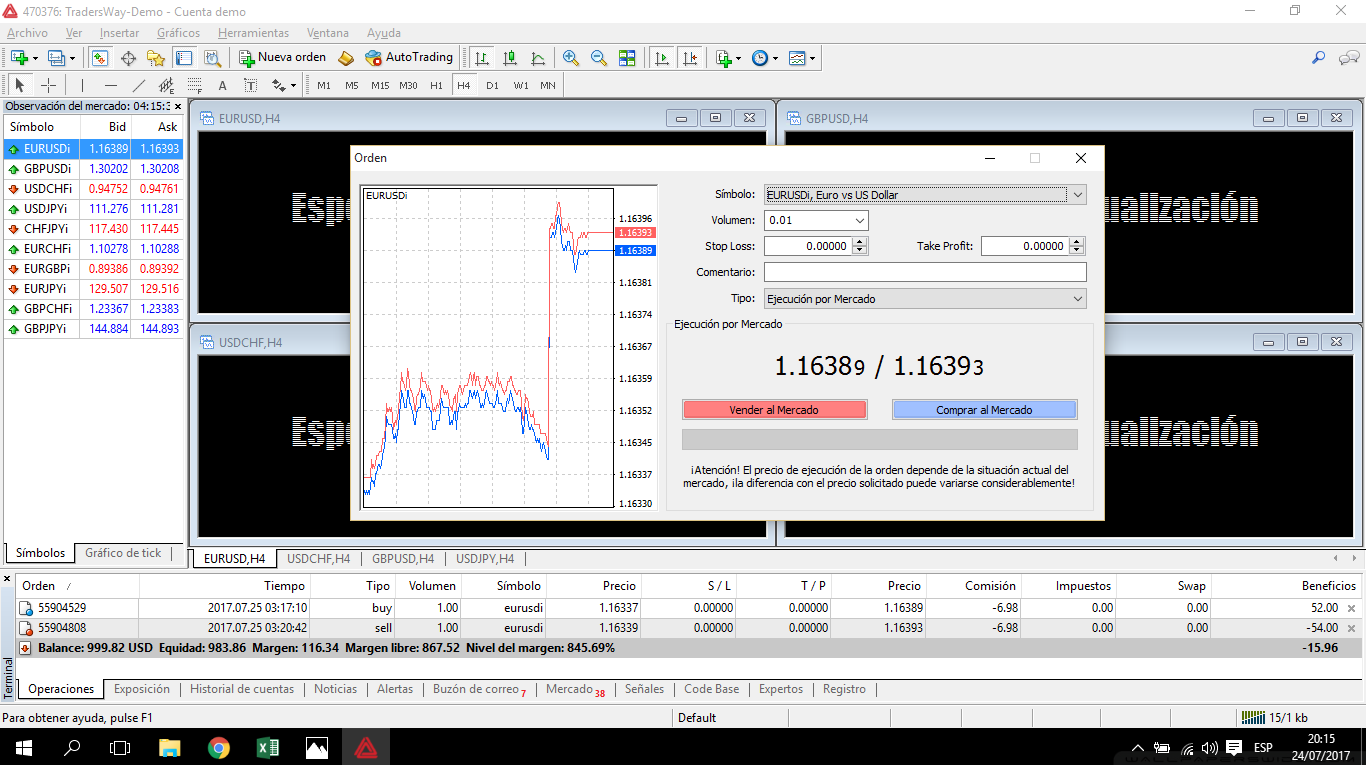 470376: TradersWay-Demo - Cuenta demo
Archivo Ver Insertar Gráficos Herramientas Ventana Ayuda
Nueva orden AutoTrading
A T M1 M5 M15 M30 H1 H4 D1 W1 MN
Observación del mercado: 04:15:3
Símbolo Bid Ask
EURUSDi 1.16389 1.16393
GBPUSDi 1.30202 1.30208
USDCHFi 0.94752 0.94761
USDJPYi 111.276 111.281
CHFJPYi 117.430 117.445
EURCHFi 1.10278 1.10288
EURGBPi 0.89386 0.89392
EURJPYi 129.507 129.516
GBPCHFi 1.23367 1.23383
GBPJPYi 144.884 144.893
Símbolos Gráfico de tick
EURUSD,H4
GBPUSD,H4
Espe
ualización
USDCHF,H4
Espe
ualización
Orden
EURUSDi
1.16396
1.16393
1.16389
1.16381
1.16374
1.16367
1.16359
1.16352
1.16345
1.16337
1.16330
Símbolo: EURUSDi, Euro vs US Dollar
Volumen: 0.01
Stop Loss: 0.00000 Take Profit: 0.00000
Comentario:
Tipo: Ejecución por Mercado
Ejecución por Mercado
1.16389 / 1.16393
Vender al Mercado Comprar al Mercado
¡Atención! El precio de ejecución de la orden depende de la situación actual del
mercado, ¡la diferencia con el precio solicitado puede variarse considerablemente!
EURUSD,H4 USDCHF,H4 GBPUSD,H4 USDJPY,H4
Orden / Tiempo Tipo Volumen Símbolo Precio S / L T / P Precio Comisión Impuestos Swap Beneficios
55904529 2017.07.25 03:17:10 buy 1.00 eurusdi 1.16337 0.00000 0.00000 1.16389 -6.98 0.00 0.00 52.00
55904808 2017.07.25 03:20:42 sell 1.00 eurusdi 1.16339 0.00000 0.00000 1.16393 -6.98 0.00 0.00 -54.00
Balance: 999.82 USD Equidad: 983.86 Margen: 116.34 Margen libre: 867.52 Nivel del margen: 845.69% -15.96
Terminal
Operaciones Exposición Historial de cuentas Noticias Alertas Buzón de correo 7 Mercado 38 Señales Code Base Expertos Registro
Para obtener ayuda, pulse F1 Default 15/1 kb
ESP
20:15
24/07/2017